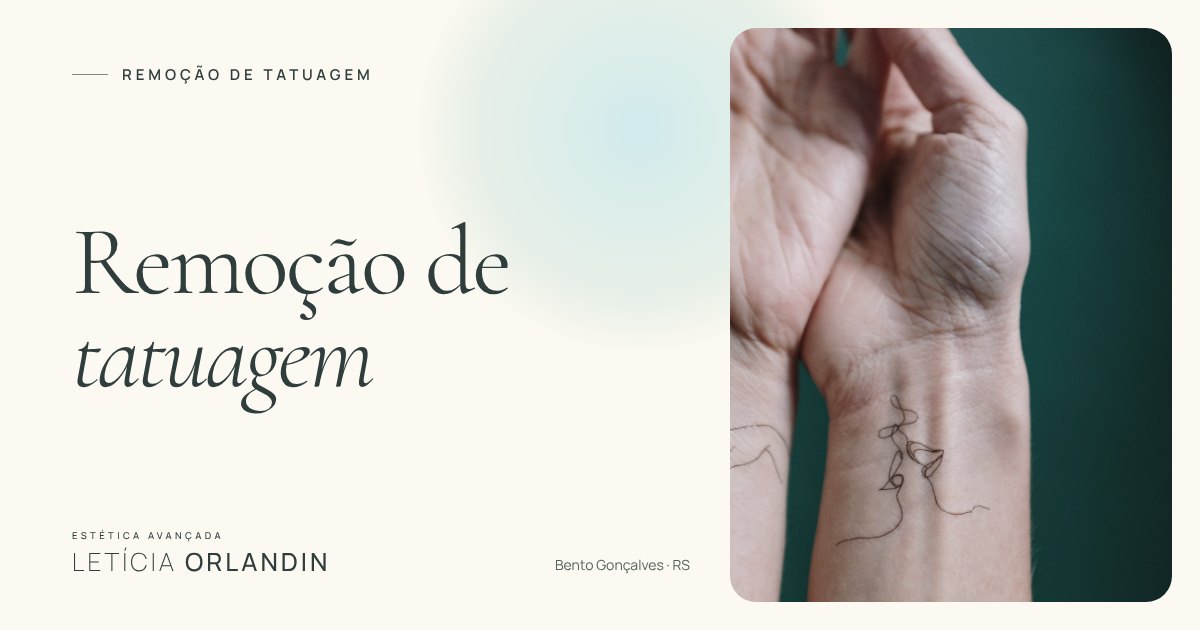 REMOÇÃO DE TATUAGEM
Remoção de
tatuagem
ESTÉTICA AVANÇADA
LETÍCIA ORLANDIN
Bento Gonçalves · RS